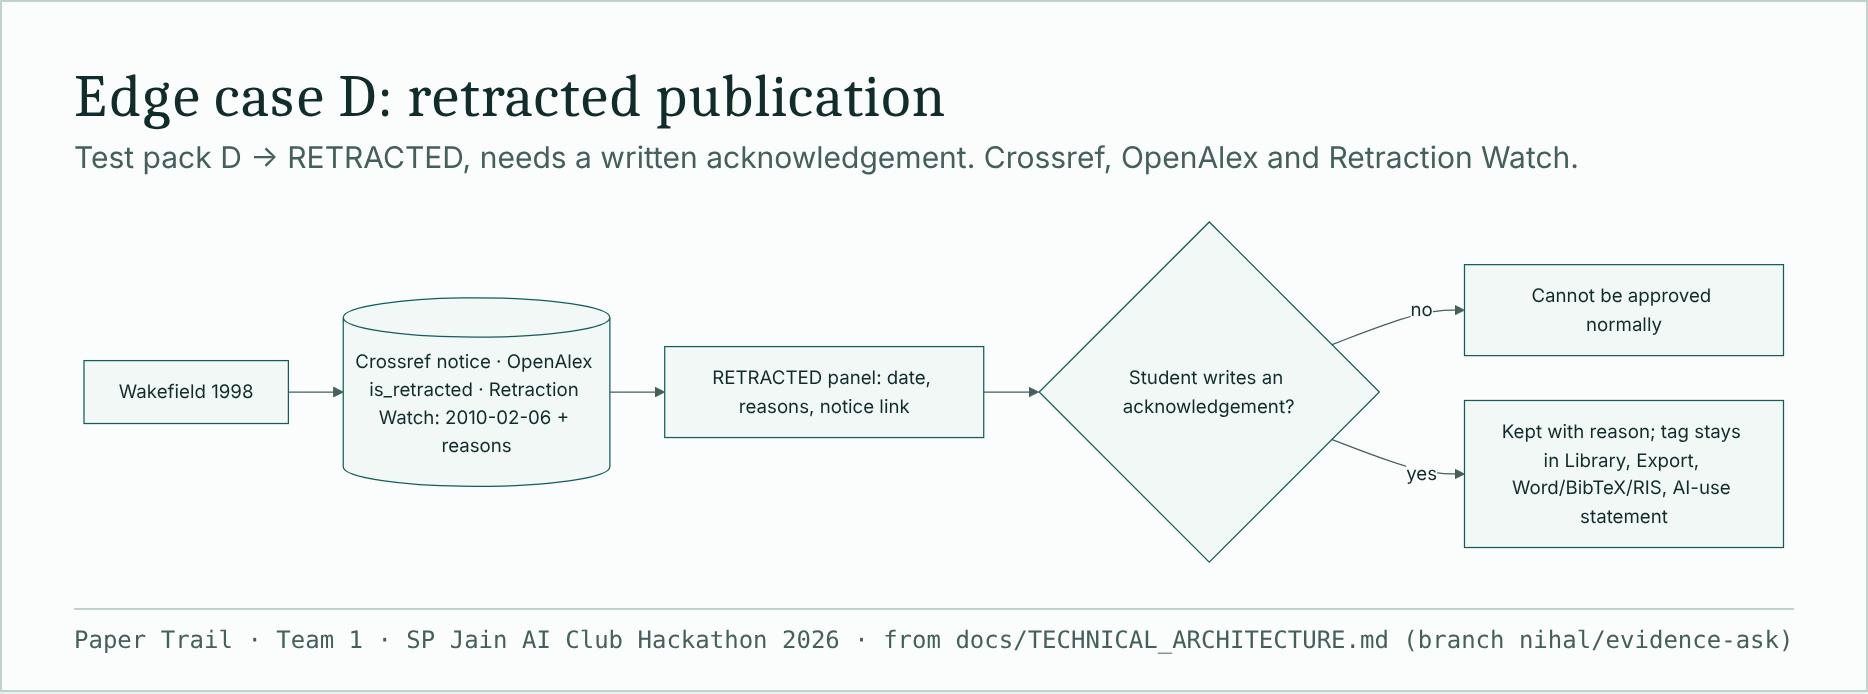 Edge case D: retracted publication
Test pack D → RETRACTED, needs a written acknowledgement. Crossref, OpenAlex and Retraction Watch.
Wakefield 1998
Crossref notice · OpenAlex
is_retracted · Retraction
Watch: 2010-02-06 +
reasons
RETRACTED panel: date,
reasons, notice link
Student writes an
acknowledgement?
no
Cannot be approved
normally
yes
Kept with reason; tag stays
in Library, Export,
Word/BibTeX/RIS, AI-use
statement
Paper Trail · Team 1 · SP Jain AI Club Hackathon 2026 · from docs/TECHNICAL_ARCHITECTURE.md (branch nihal/evidence-ask)